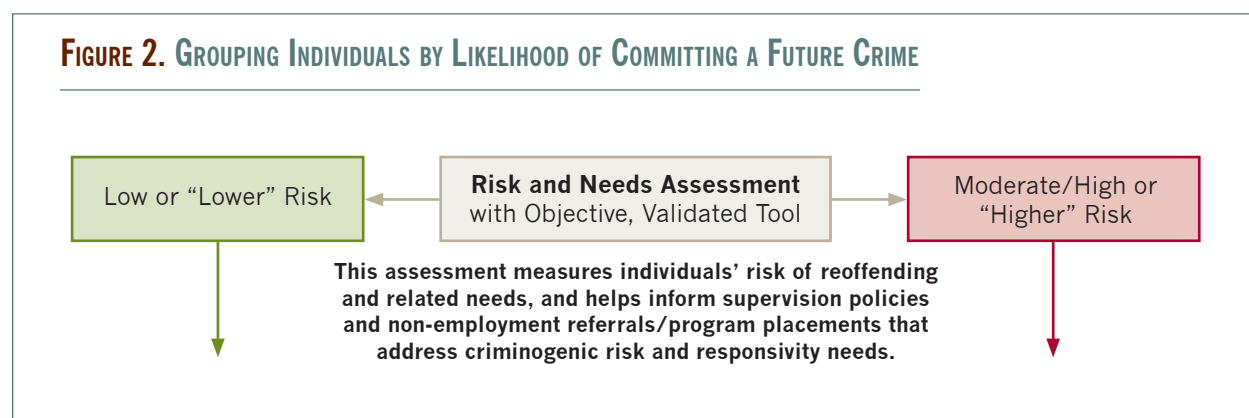 FIGURE 2. GROUPING INDIVIDUALS BY LIKELIHOOD OF COMMITTING A FUTURE CRIME
Low or “Lower” Risk
Risk and Needs Assessment
with Objective, Validated Tool
Moderate/High or
“Higher” Risk
This assessment measures individuals’ risk of reoffending
and related needs, and helps inform supervision policies
and non-employment referrals/program placements that
address criminogenic risk and responsivity needs.